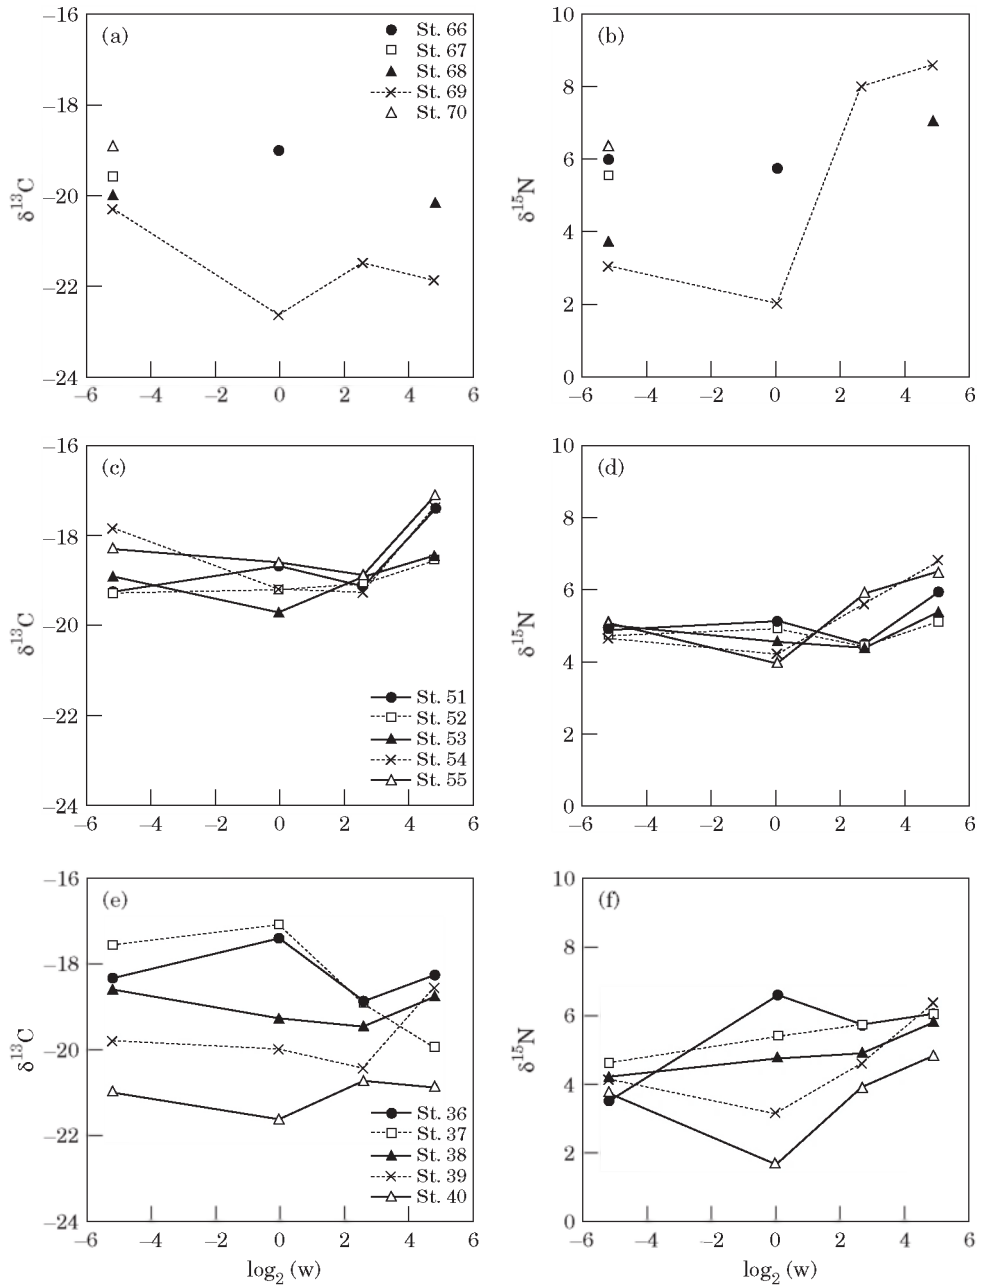 (a)
St. 66
St. 67
St. 68
St. 69
St. 70
−16
−18
−20
−22
−24
δ13C
−6 −4 −2 0 2 4 6
(b)
10
8
6
4
2
0
δ15N
−6 −4 −2 0 2 4 6
(c)
−16
−18
−20
−22
−24
δ13C
St. 51
St. 52
St. 53
St. 54
St. 55
−6 −4 −2 0 2 4 6
(d)
10
8
6
4
2
0
δ15N
−6 −4 −2 0 2 4 6
(e)
−16
−18
−20
−22
−24
δ13C
St. 36
St. 37
St. 38
St. 39
St. 40
−6 −4 −2 0 2 4 6
log2 (w)
(f)
10
8
6
4
2
0
δ15N
−6 −4 −2 0 2 4 6
log2 (w)